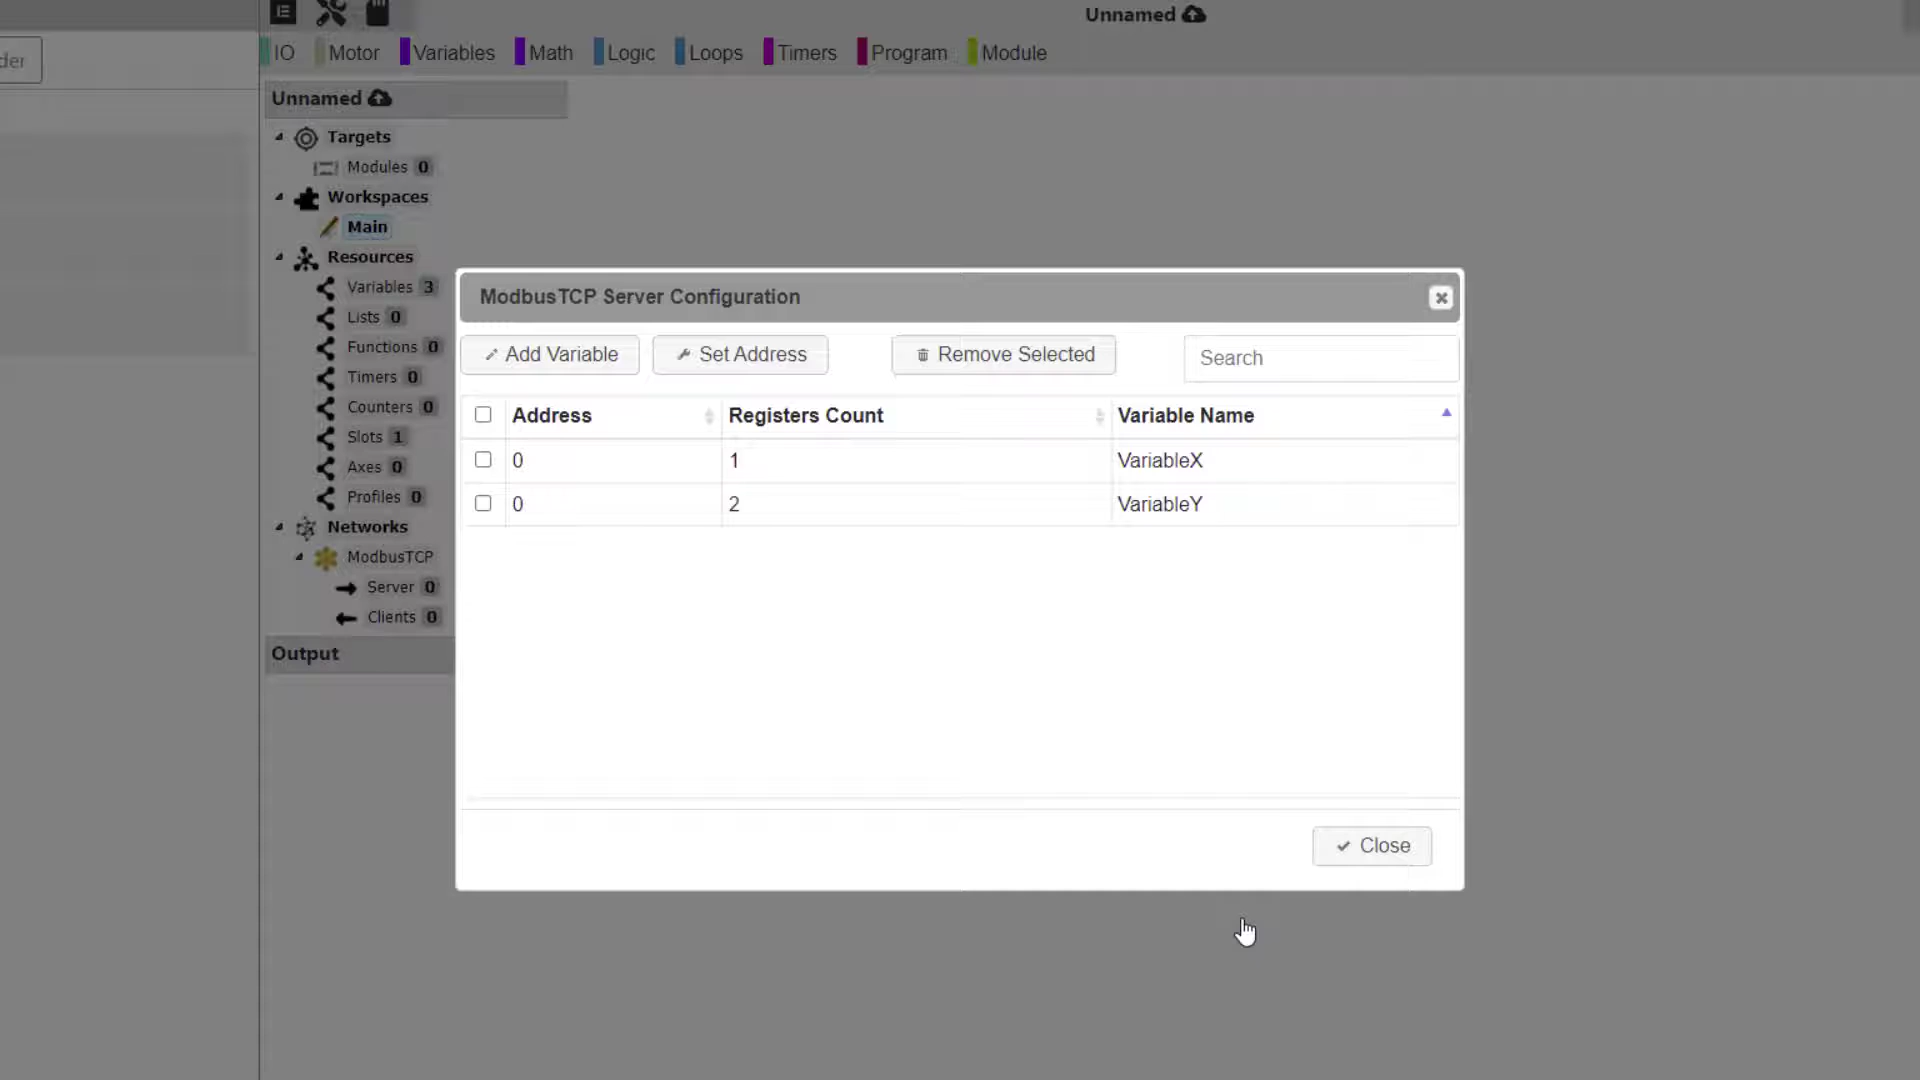 Unnamed
der
IO Motor Variables Math Logic Loops Timers Program Module
Unnamed
Targets
Modules 0
Workspaces
Main
Resources
Variables 3
Lists 0
Functions 0
Timers 0
Counters 0
Slots 1
Axes 0
Profiles 0
Networks
ModbusTCP
Server 0
Clients 0
Output
ModbusTCP Server Configuration
Add Variable Set Address Remove Selected Search
Address Registers Count Variable Name
0 1 VariableX
0 2 VariableY
Close